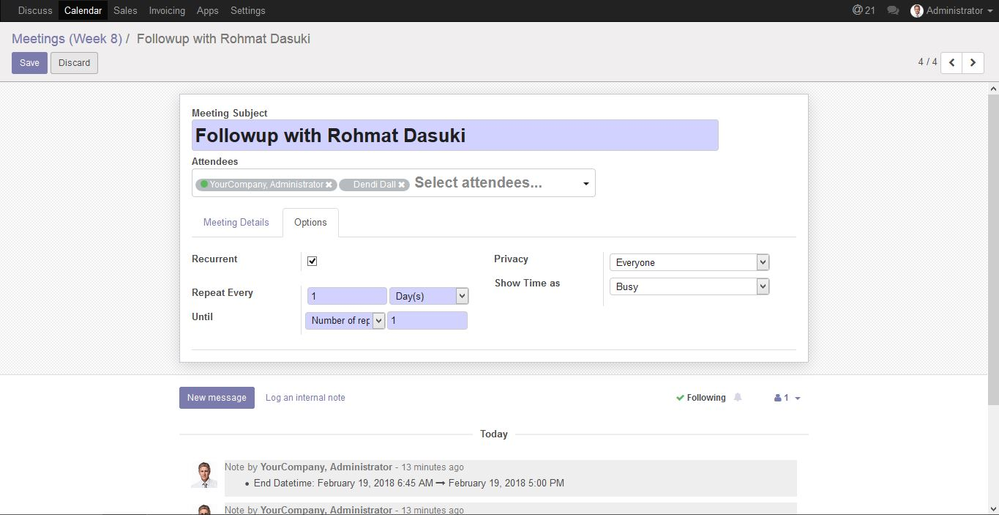 Discuss Calendar Sales Invoicing Apps Settings @ 21 Administrator
Meetings (Week 8) / Followup with Rohmat Dasuki
Save Discard 4 / 4
Meeting Subject
Followup with Rohmat Dasuki
Attendees
YourCompany, Administrator Dendi Dall Select attendees...
Meeting Details Options
Recurrent Privacy Everyone
Show Time as Busy
Repeat Every 1 Day(s)
Until Number of rep 1
New message Log an internal note Following 1
Today
Note by YourCompany, Administrator - 13 minutes ago
• End Datetime: February 19, 2018 6:45 AM → February 19, 2018 5:00 PM
Note by YourCompany, Administrator - 13 minutes ago